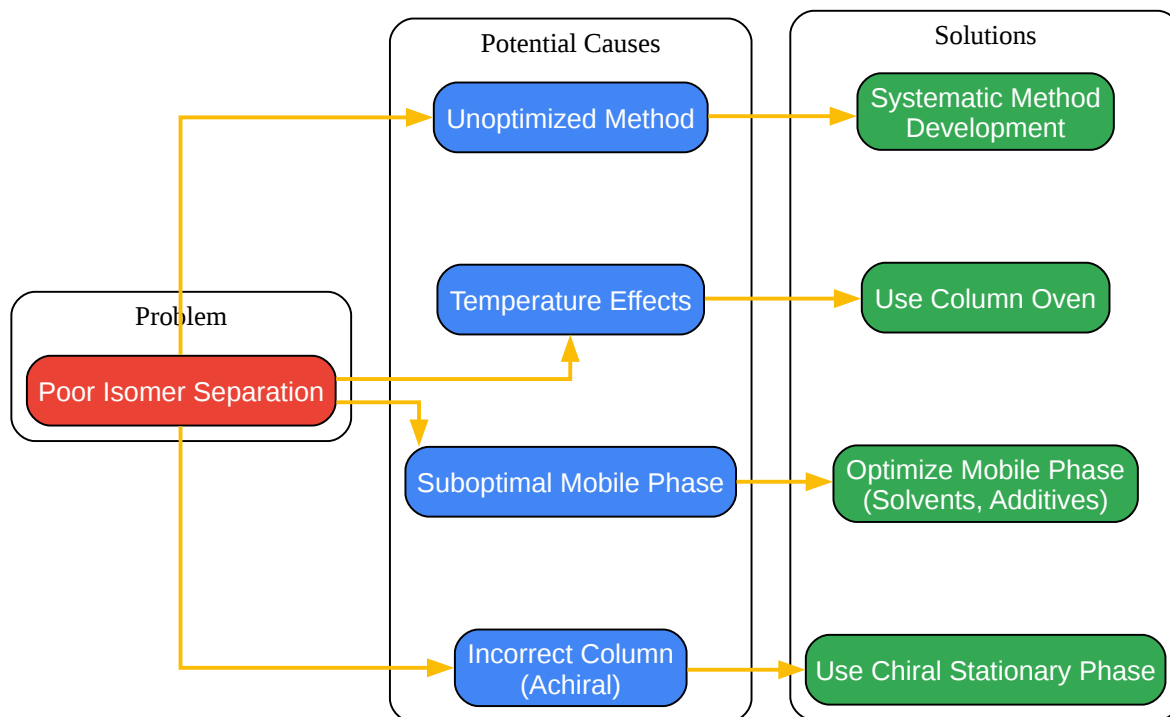 Potential Causes
Solutions
Unoptimized Method
Systematic Method
Development
Temperature Effects
Use Column Oven
Problem
Poor Isomer Separation
Suboptimal Mobile Phase
Optimize Mobile Phase
(Solvents, Additives)
Incorrect Column
(Achiral)
Use Chiral Stationary Phase